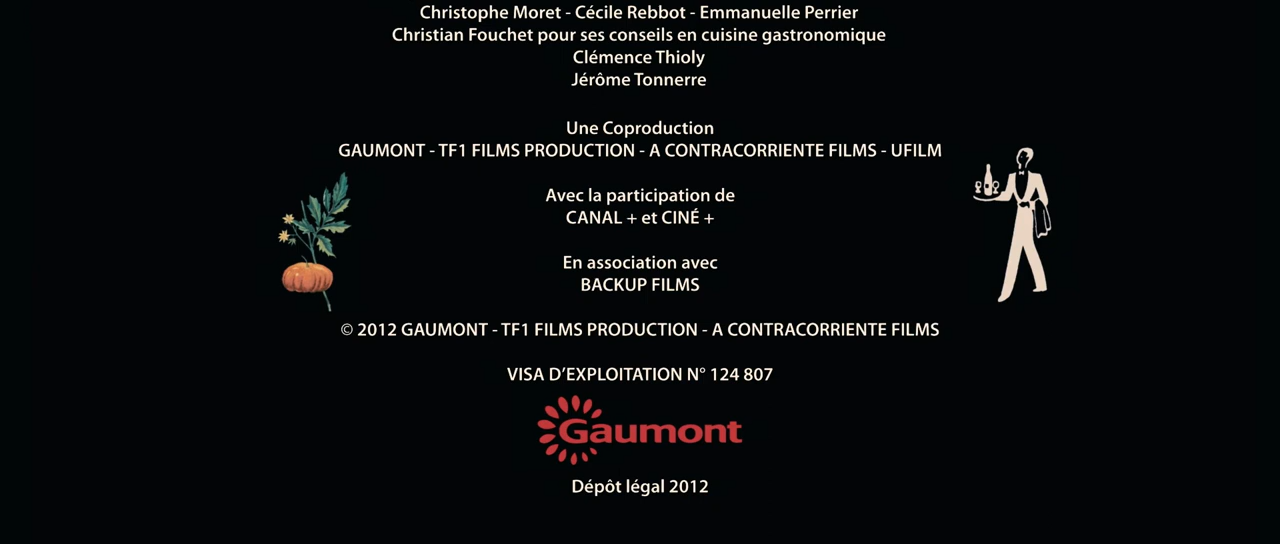 Christophe Moret - Cécile Rebbot - Emmanuelle Perrier
Christian Fouchet pour ses conseils en cuisine gastronomique
Clémence Thioly
Jérôme Tonnerre
Une Coproduction
GAUMONT - TF1 FILMS PRODUCTION - A CONTRACORRIENTE FILMS - UFILM
Avec la participation de
CANAL + et CINÉ +
En association avec
BACKUP FILMS
© 2012 GAUMONT - TF1 FILMS PRODUCTION - A CONTRACORRIENTE FILMS
VISA D’EXPLOITATION N° 124 807
Gaumont
Dépôt légal 2012